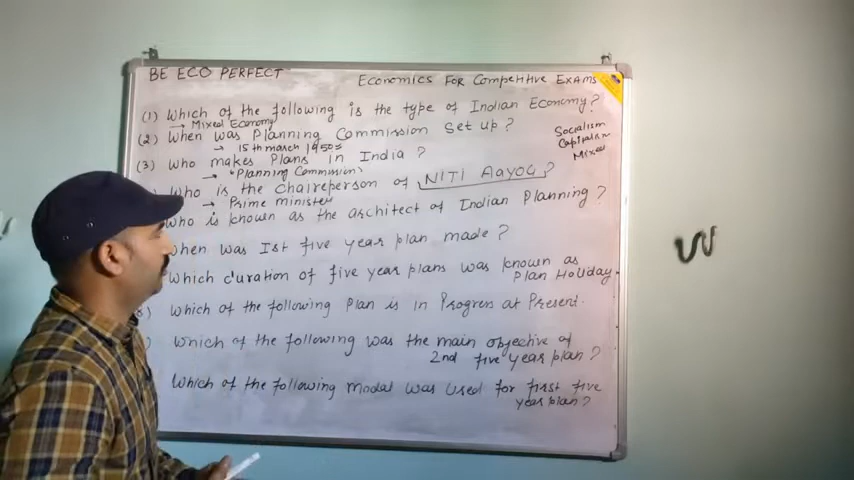 BE ECO PERFECT
ECONOMICS FOR COMPETITIVE EXAMS
(1) Which of the following is the type of Indian Economy?
→ Mixed Economy
(2) When was Planning Commission set up?
→ 15th march 1950
Socialism
Capitalism
Mixed
(3) Who makes Plans in India?
→ "Planning Commission"
Who is the Chaireperson of NITI AayOG?
→ Prime minister
Who is known as the architect of Indian Planning?
When was Ist five year plan made?
Which duration of five year plans was known as
Plan Holiday.
Which of the following Plan is in Progress at Present.
Which of the following was the main objective of
2nd five year plan?
Which of the following modal was used for first five
year plan?